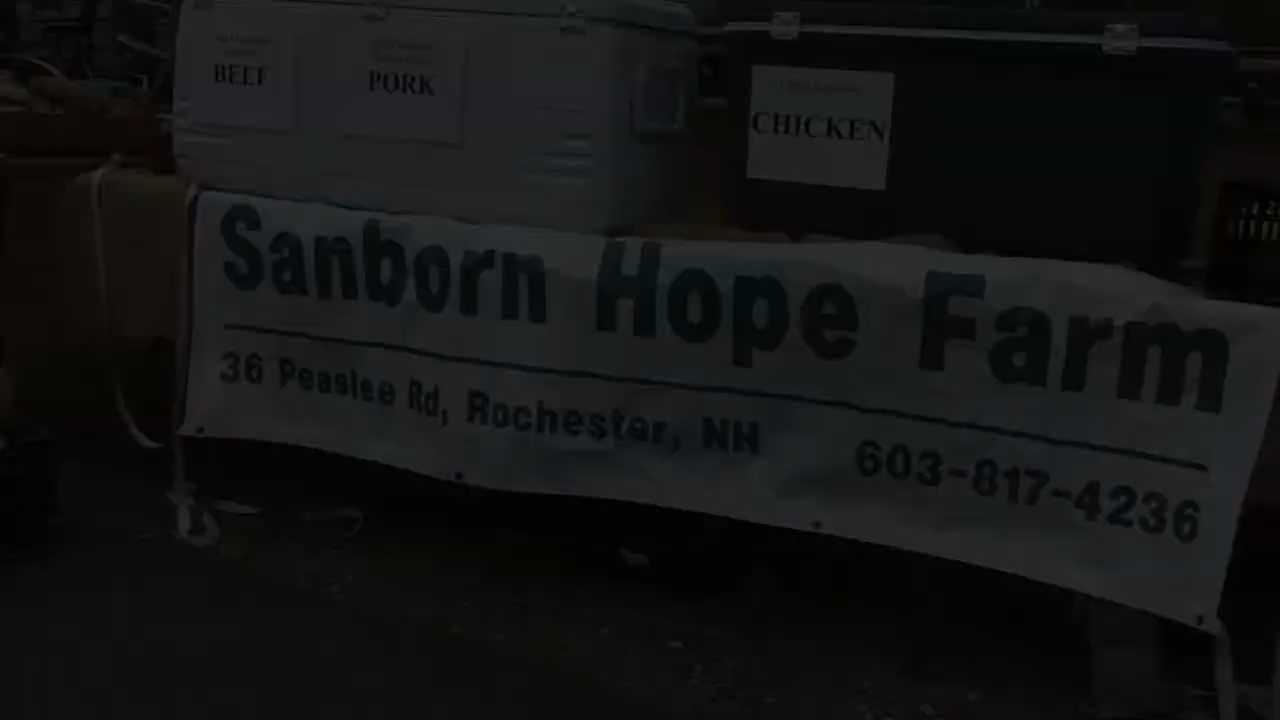 BEEF
PORK
CHICKEN
Sanborn Hope Farm
36 Peaslee Rd, Rochester, NH
603-817-4236